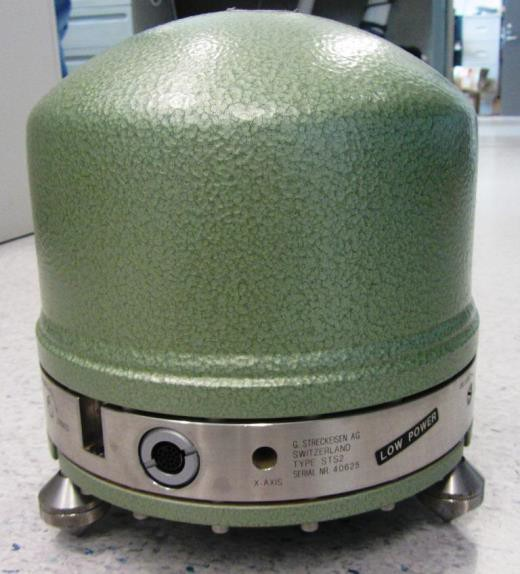 G. STRECKEISEN AG
SWITZERLAND
TYPE STS2
SERIAL NR. 40625
LOW POWER
X-AXIS